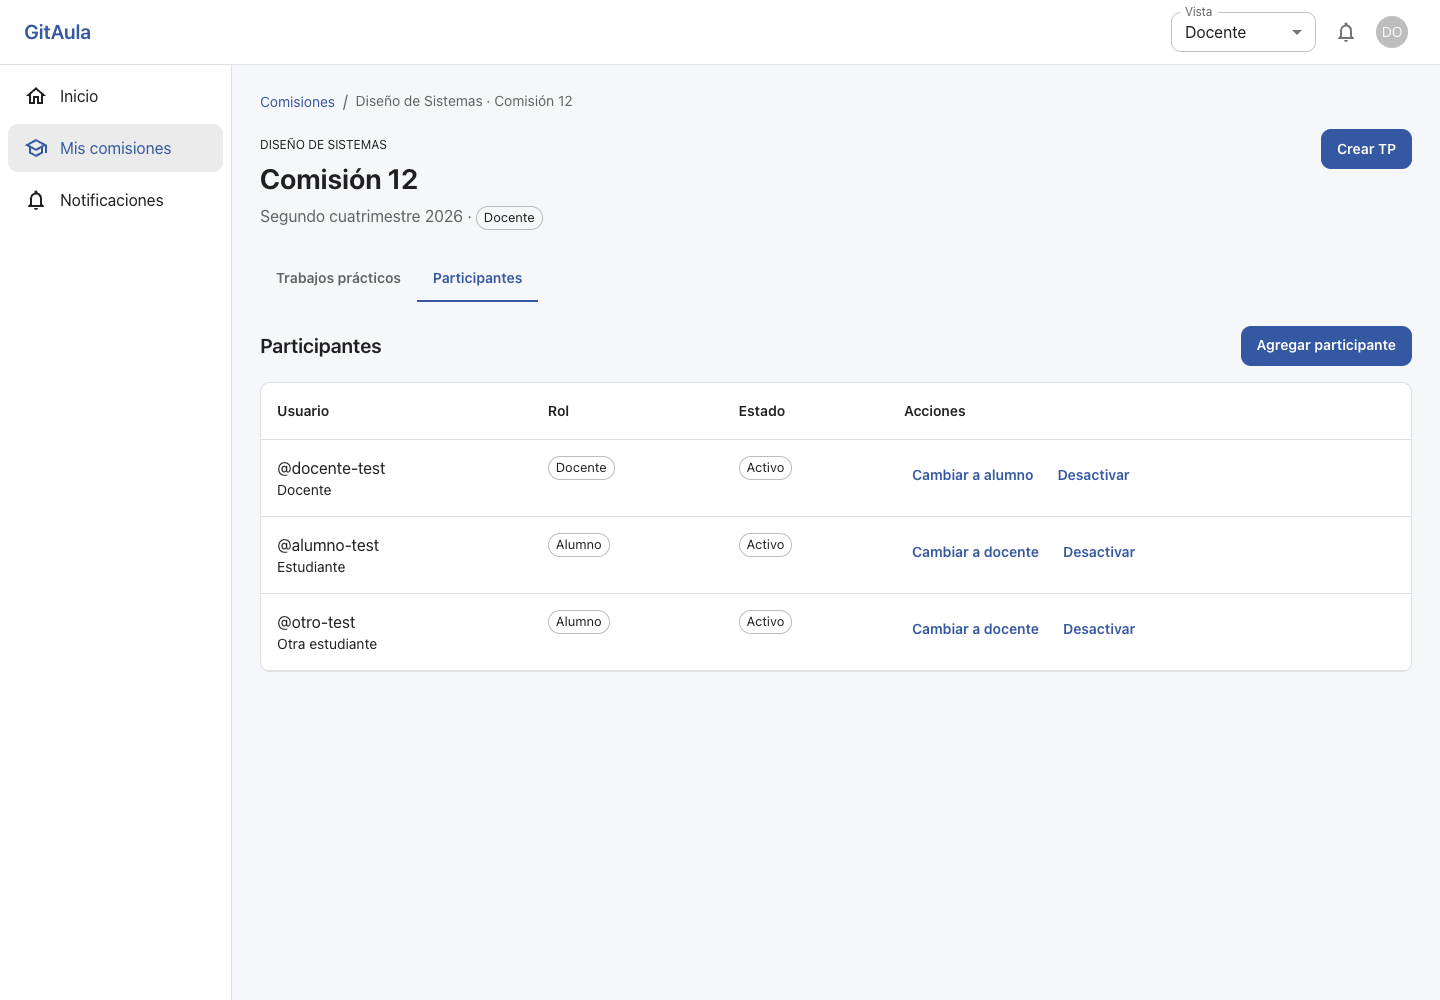 GitAula
Vista
Docente
DO
Inicio
Mis comisiones
Notificaciones
Comisiones / Diseño de Sistemas · Comisión 12
DISEÑO DE SISTEMAS
Crear TP
Comisión 12
Segundo cuatrimestre 2026 · Docente
Trabajos prácticos Participantes
Participantes
Agregar participante
Usuario Rol Estado Acciones
@docente-test Docente Activo Cambiar a alumno Desactivar
Docente
@alumno-test Alumno Activo Cambiar a docente Desactivar
Estudiante
@otro-test Alumno Activo Cambiar a docente Desactivar
Otra estudiante